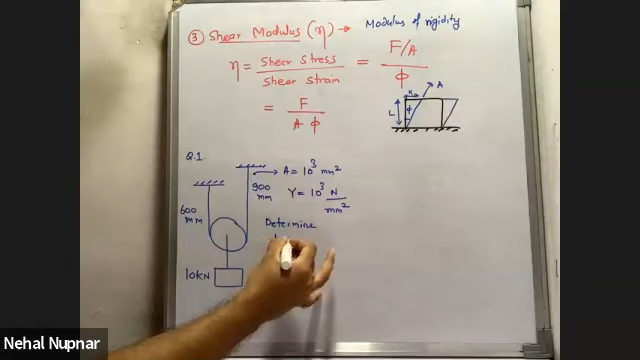 ③ Shear Modulus (η) → Modulus of rigidity
η = Shear Stress / Shear Strain = F/A / ϕ
= F / A ϕ
x
A
L
ϕ
Q.1
A = 10³ mm²
900 mm
Y = 10³ N/mm²
600 mm
Determine
10KN
Nehal Nupnar